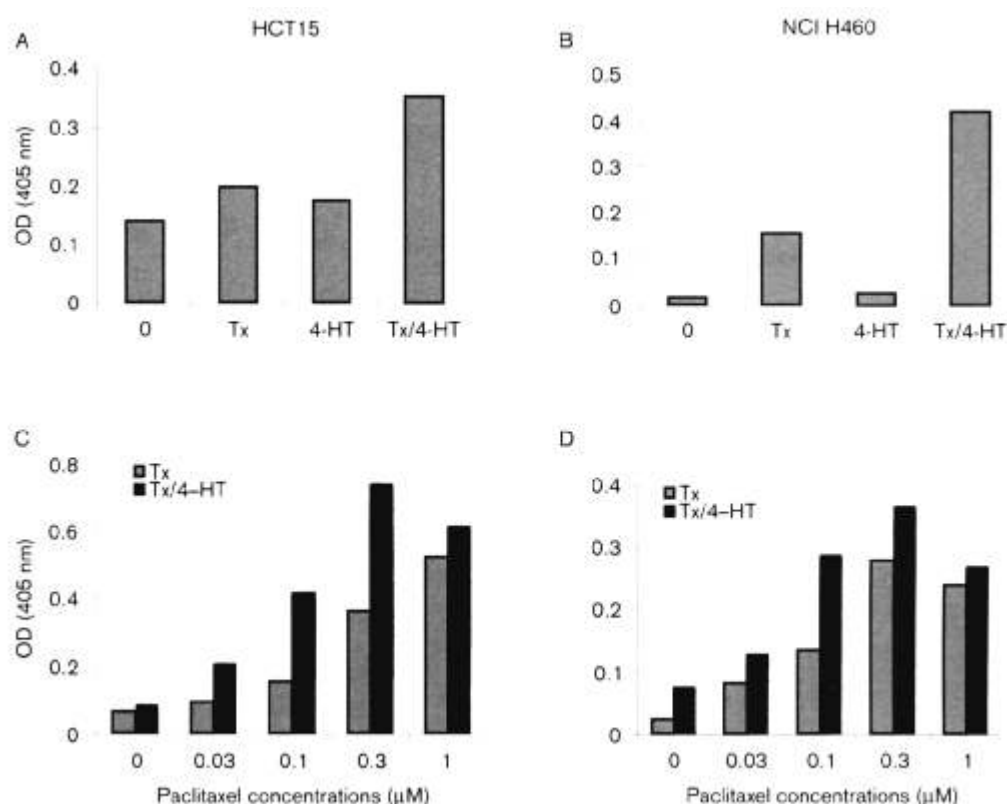 A
HCT15
OD (405 nm)
0.4
0.3
0.2
0.1
0
0 Tx 4-HT Tx/4-HT
B
NCI H460
0.5
0.4
0.3
0.2
0.1
0
0 Tx 4-HT Tx/4-HT
C
Tx
Tx/4–HT
OD (405 nm)
0.8
0.6
0.4
0.2
0
0 0.03 0.1 0.3 1
Paclitaxel concentrations (μM)
D
Tx
Tx/4–HT
0.4
0.3
0.2
0.1
0
0 0.03 0.1 0.3 1
Paclitaxel concentrations (μM)